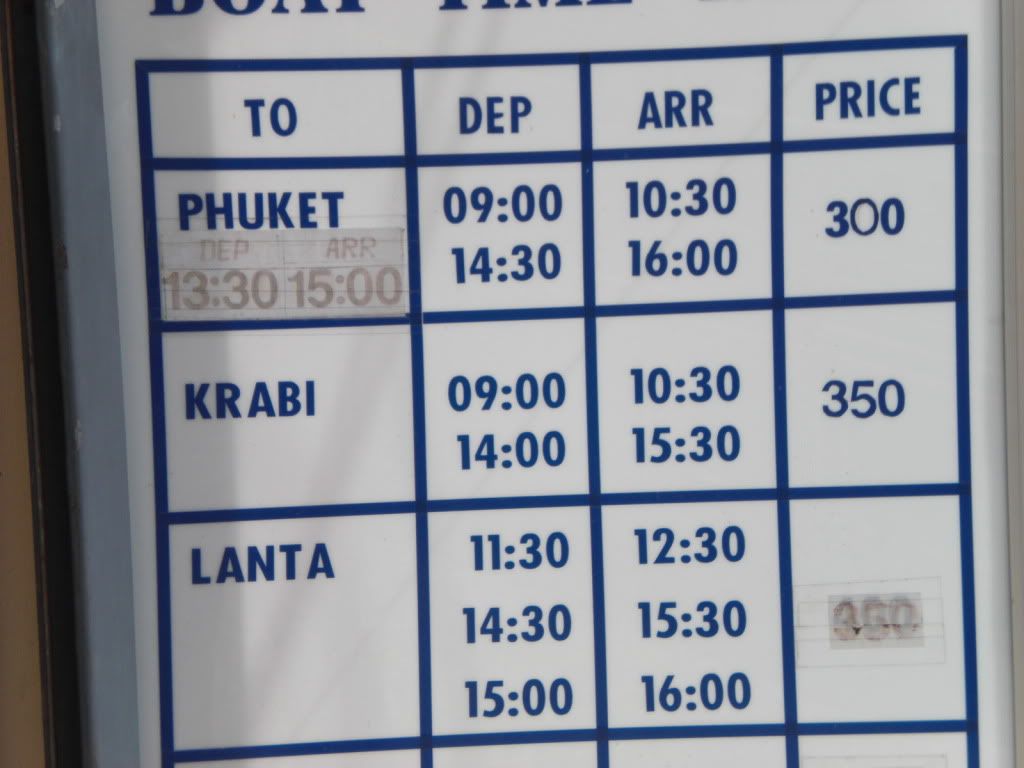 BOAT TIME
TO DEP ARR PRICE
PHUKET 09:00 10:30 300
DEP ARR
13:30 15:00 14:30 16:00
KRABI 09:00 10:30 350
14:00 15:30
LANTA 11:30 12:30
14:30 15:30 350
15:00 16:00